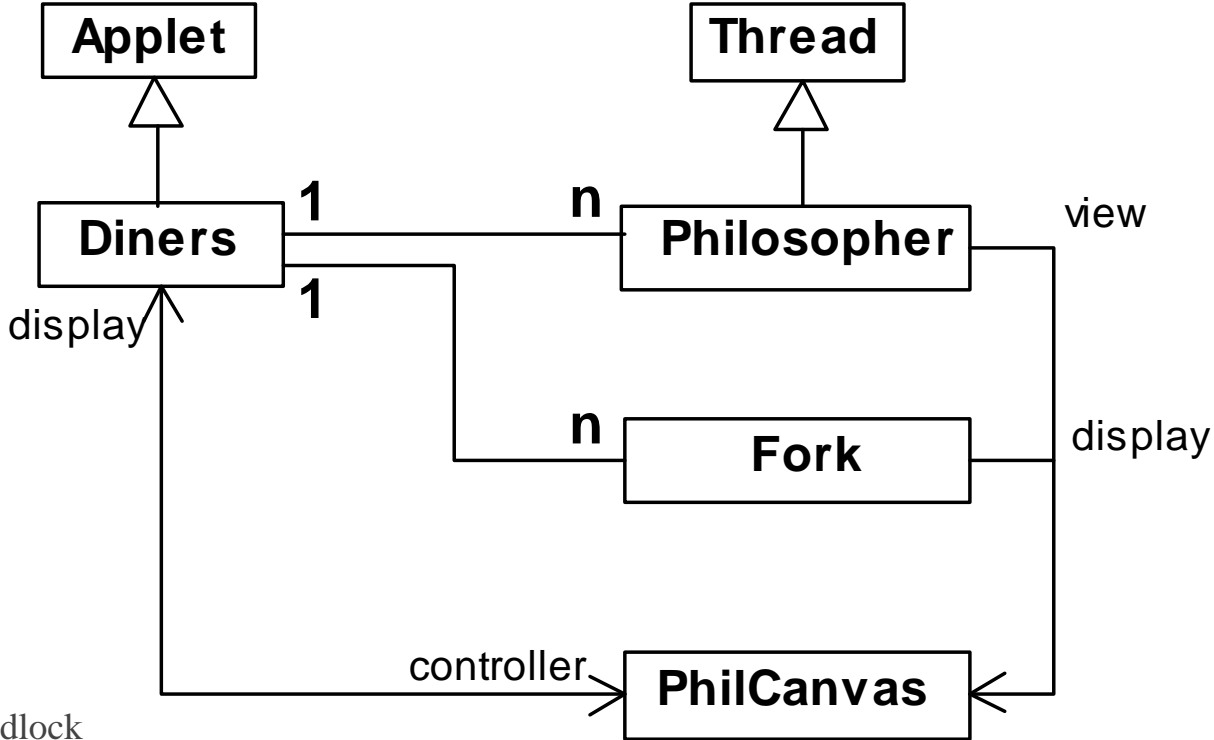 Applet
Thread
1
n
Diners
Philosopher
view
1
display
n
Fork
display
controller
PhilCanvas
dlock